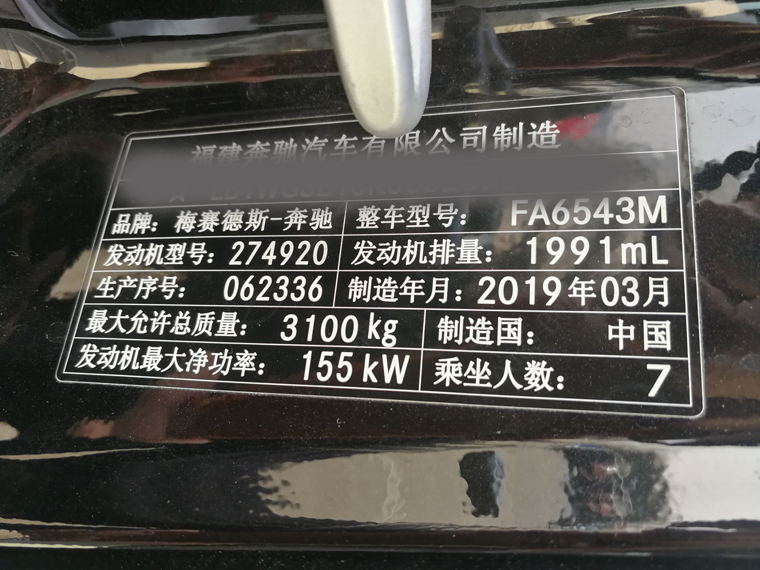 福建奔驰汽车有限公司制造
品牌: 梅赛德斯-奔驰 整车型号: FA6543M
发动机型号: 274920 发动机排量: 1991mL
生产序号: 062336 制造年月: 2019年03月
最大允许总质量: 3100kg 制造国: 中国
发动机最大净功率: 155kW 乘坐人数: 7